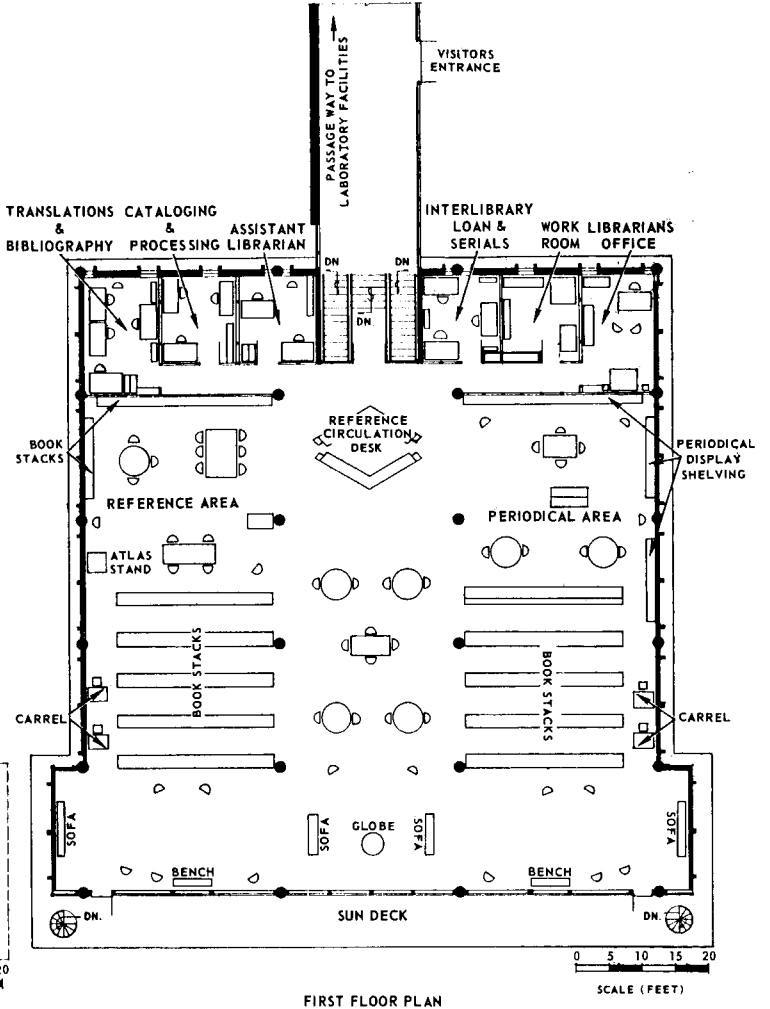 PASSAGE WAY TO
LABORATORY FACILITIES
VISITORS
ENTRANCE
TRANSLATIONS
&
BIBLIOGRAPHY
CATALOGING
&
PROCESSING
ASSISTANT
LIBRARIAN
INTERLIBRARY
LOAN &
SERIALS
WORK
ROOM
LIBRARIANS
OFFICE
DN
DN
DN
BOOK
STACKS
REFERENCE
CIRCULATION
DESK
PERIODICAL
DISPLAY
SHELVING
REFERENCE AREA
PERIODICAL AREA
ATLAS
STAND
BOOK STACKS
BOOK STACKS
CARREL
CARREL
SOFA
SOFA
GLOBE
SOFA
SOFA
BENCH
BENCH
DN.
SUN DECK
DN.
20
0 5 10 15 20
SCALE (FEET)
FIRST FLOOR PLAN